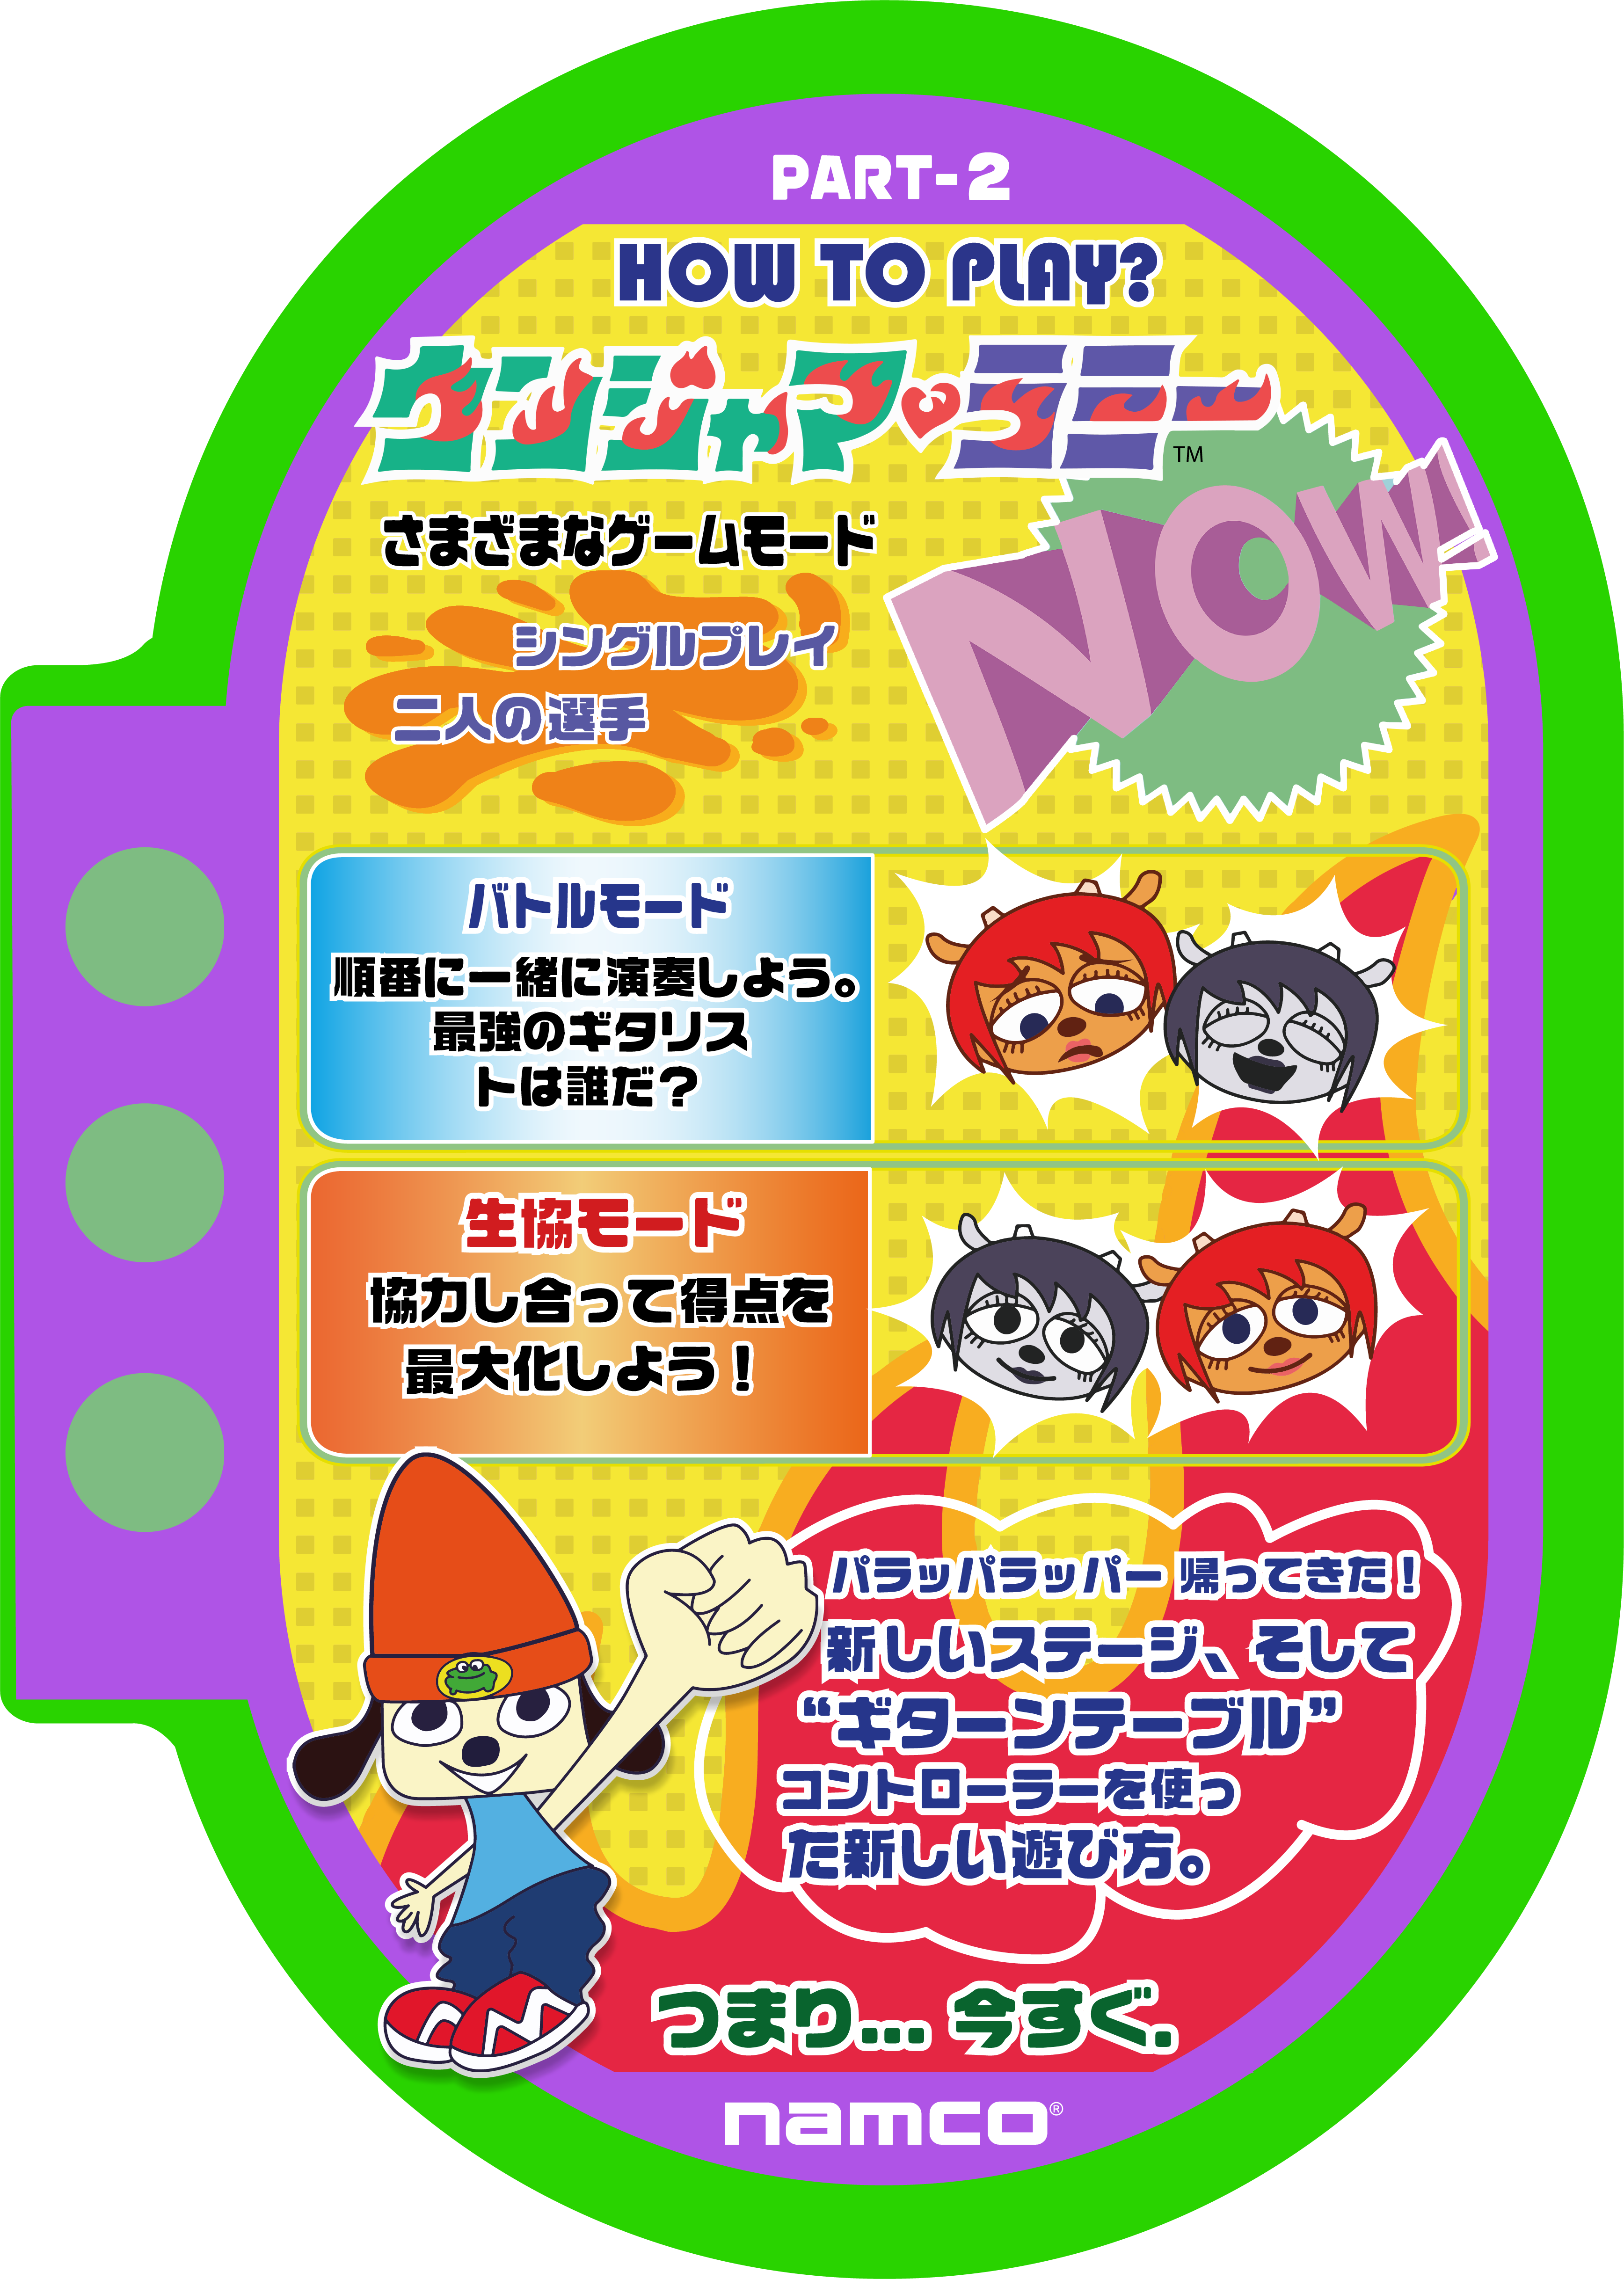 PART-2
HOW TO PLAY?
ウンジャマ♥ラミー
TM
NOW!
さまざまなゲームモード
シングルプレイ
二人の選手
バトルモード
順番に一緒に演奏しよう。
最強のギタリス
トは誰だ？
生協モード
協力し合って得点を
最大化しよう！
パラッパラッパー 帰ってきた！
新しいステージ、そして
“ギターンテーブル”
コントローラーを使っ
た新しい遊び方。
つまり.... 今すぐ.
namco®